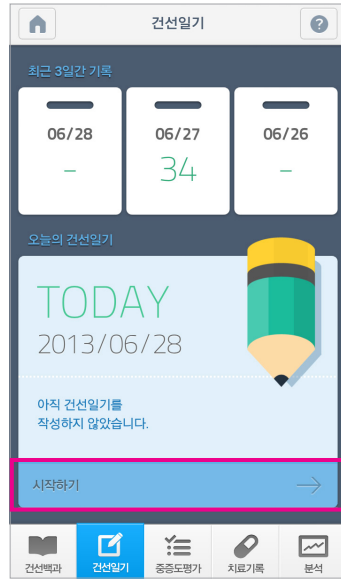 건선일기
?
최근 3일간 기록
06/28
06/27
06/26
-
34
-
오늘의 건선일기
TODAY
2013/06/28
아직 건선일기를
작성하지 않았습니다.
시작하기
건선백과
건선일기
중증도평가
치료기록
분석